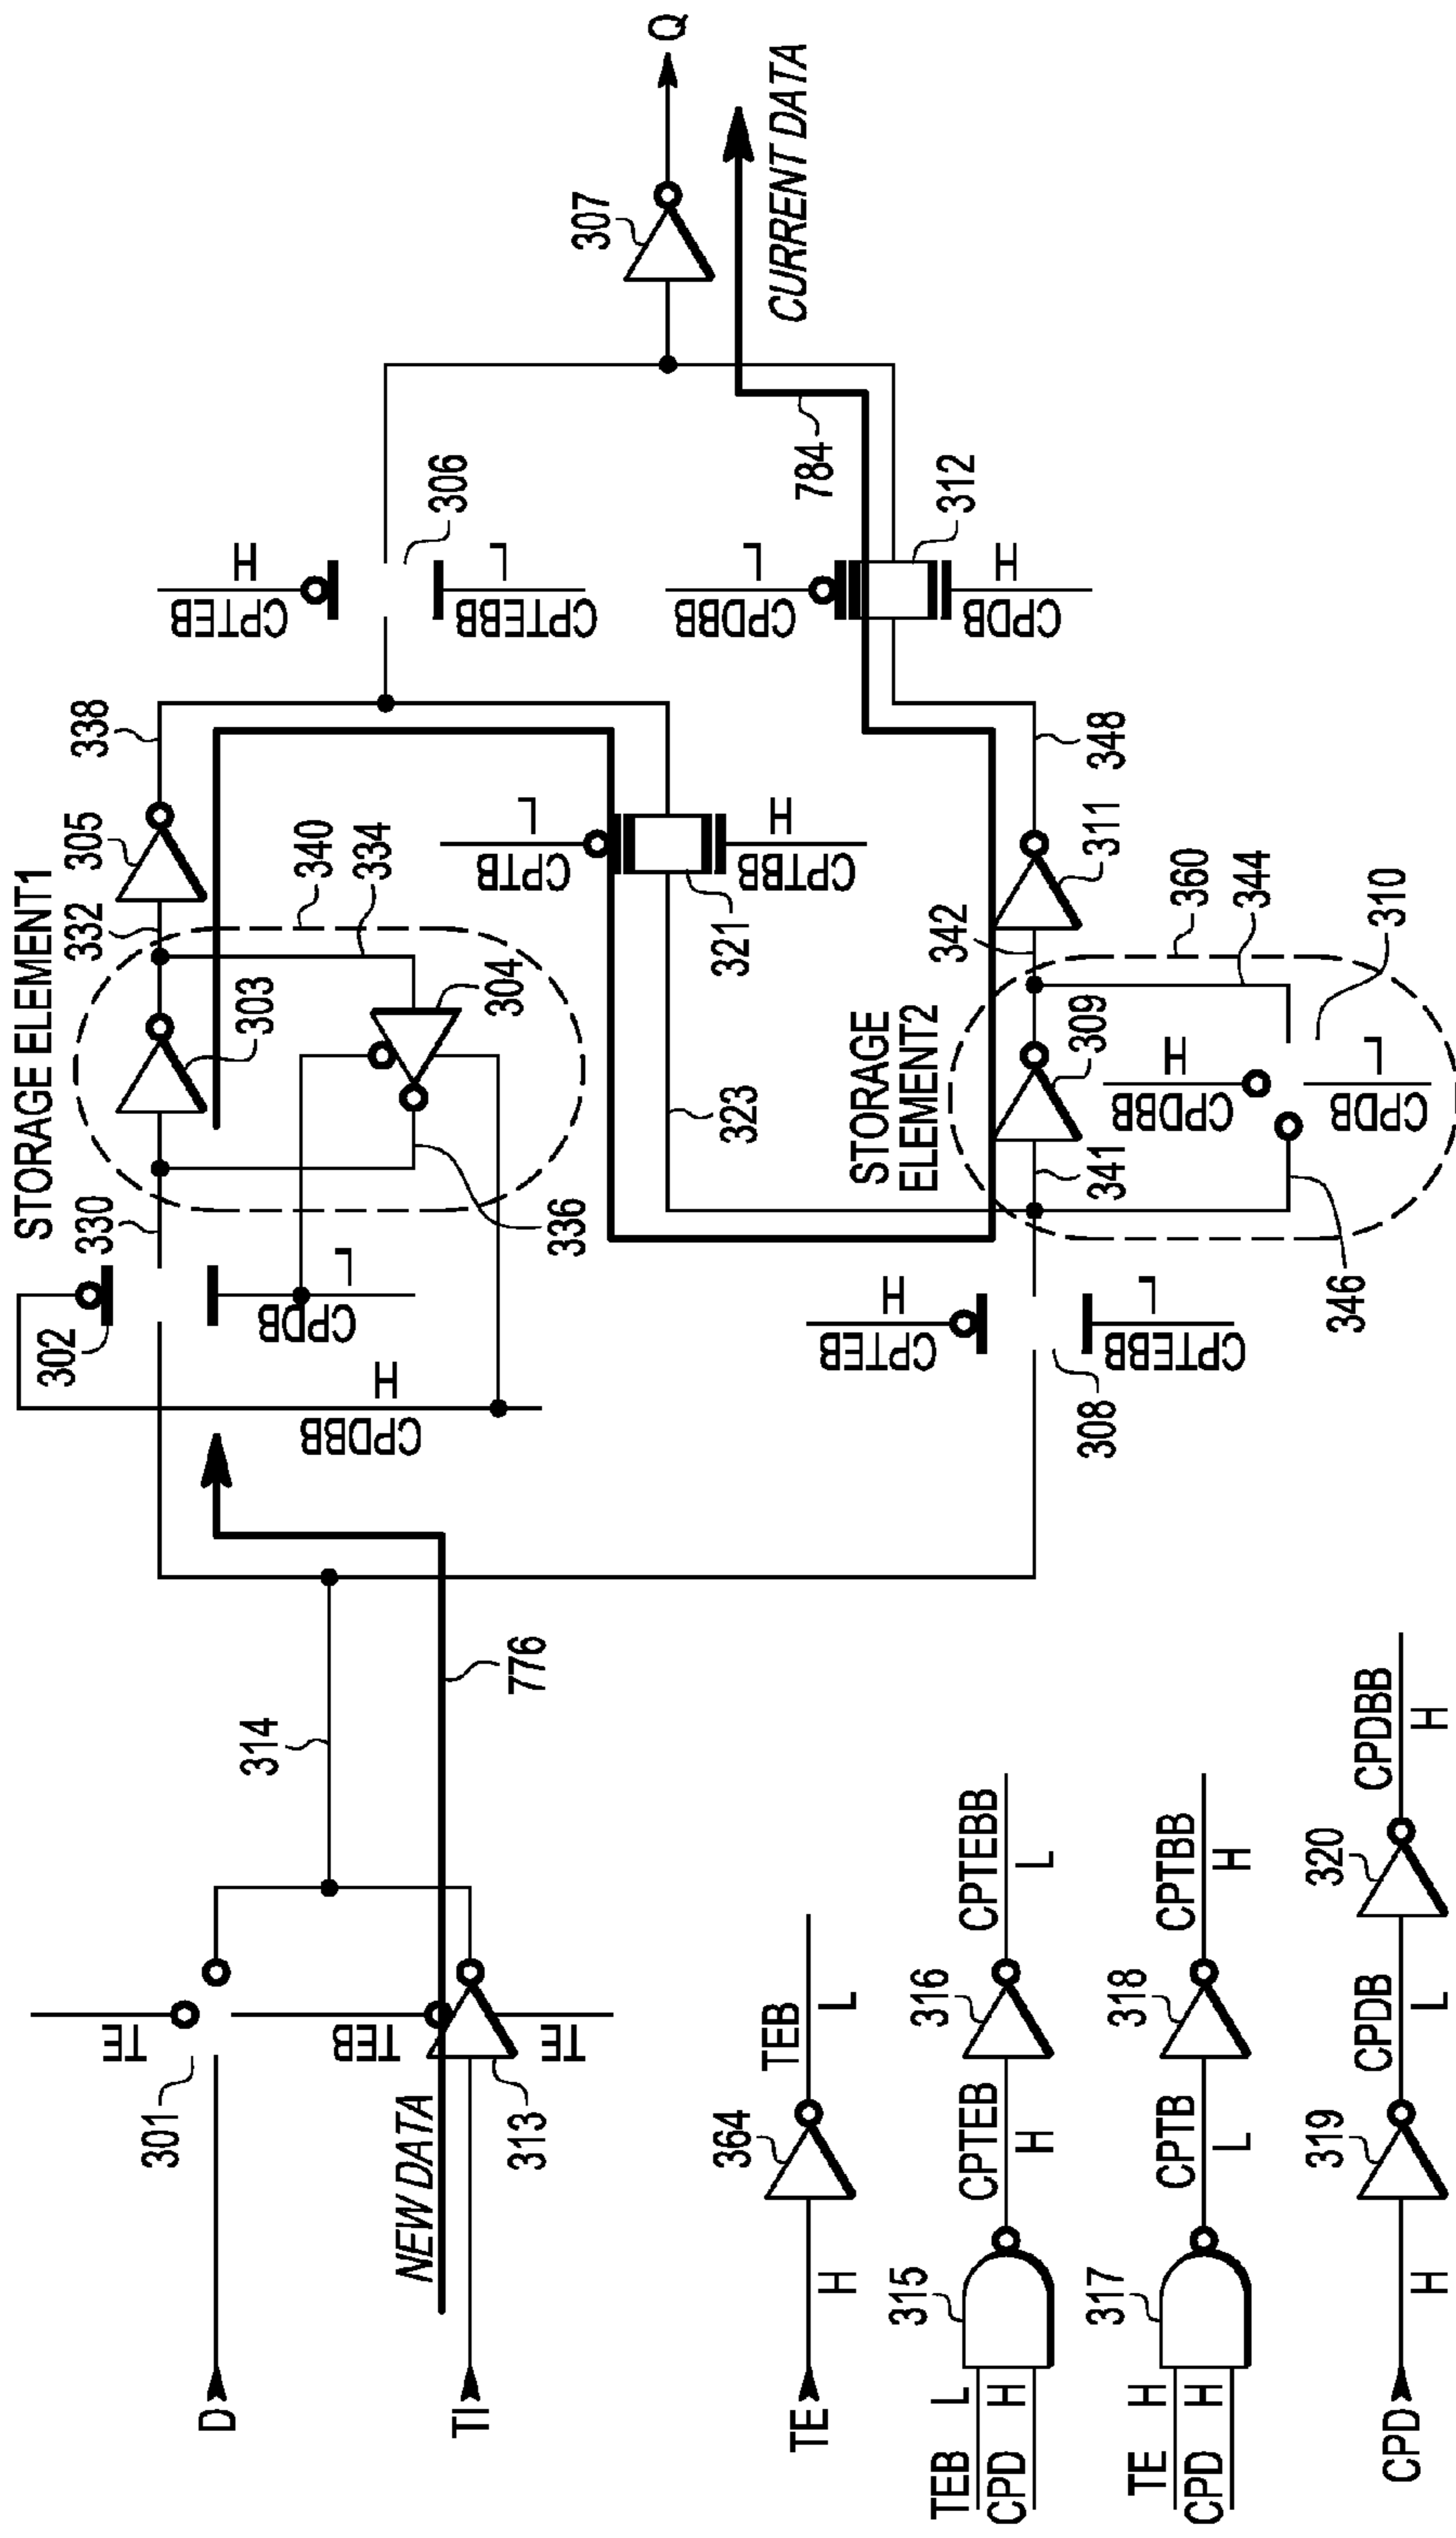 STORAGE ELEMENT1
D
TI
NEW DATA
TE
301
TEB
TE
313
314
776
302
330
CPDBB
H
CPDB
L
303
332
305
338
304
340
334
336
CPTEB
H
306
CPTEBB
L
CPTB
L
321
CPTBB
H
323
307
Q
CURRENT DATA
784
CPDBB
L
312
CPDB
H
CPTEB
H
308
CPTEBB
L
STORAGE
ELEMENT2
341
309
342
311
348
360
344
310
CPDBB
H
CPDB
L
346
TE
H
364
TEB
L
TEB L
CPD H
315
CPTEB
H
316
CPTEBB
L
TE H
CPD H
317
CPTB
L
318
CPTBB
H
CPD
H
319
CPDB
L
320
CPDBB
H